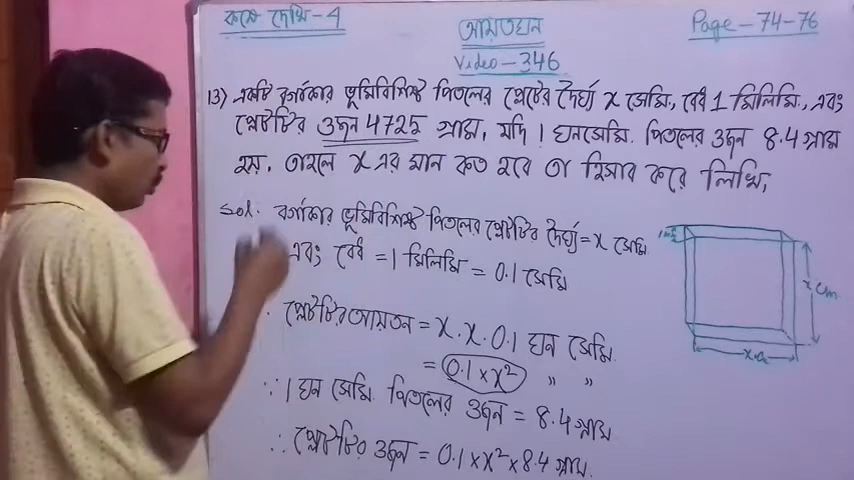 কষে দেখি - 4
আয়তঘন
Page - 74-76
Video - 346
13) একটি বর্গাকার ভূমিবিশিষ্ট পিতলের প্লেটের দৈর্ঘ্য x সেমি, বেধ 1 মিলিমি, এবং
প্লেটটির ওজন 4725 গ্রাম, যদি 1 ঘনসেমি. পিতলের ওজন 8.4 গ্রাম
হয়, তাহলে x এর মান কত হবে তা হিসাব করে লিখি,
Sol. বর্গাকার ভূমিবিশিষ্ট পিতলের প্লেটটির দৈর্ঘ্য = x সেমি.
এবং বেধ = 1 মিলিমি = 0.1 সেমি
প্লেটটির আয়তন = x . x . 0.1 ঘন সেমি.
= 0.1 × x² " "
∵ 1 ঘন সেমি. পিতলের ওজন = 8.4 গ্রাম
∴ প্লেটটির ওজন = 0.1 × x² × 8.4 গ্রাম.
x cm